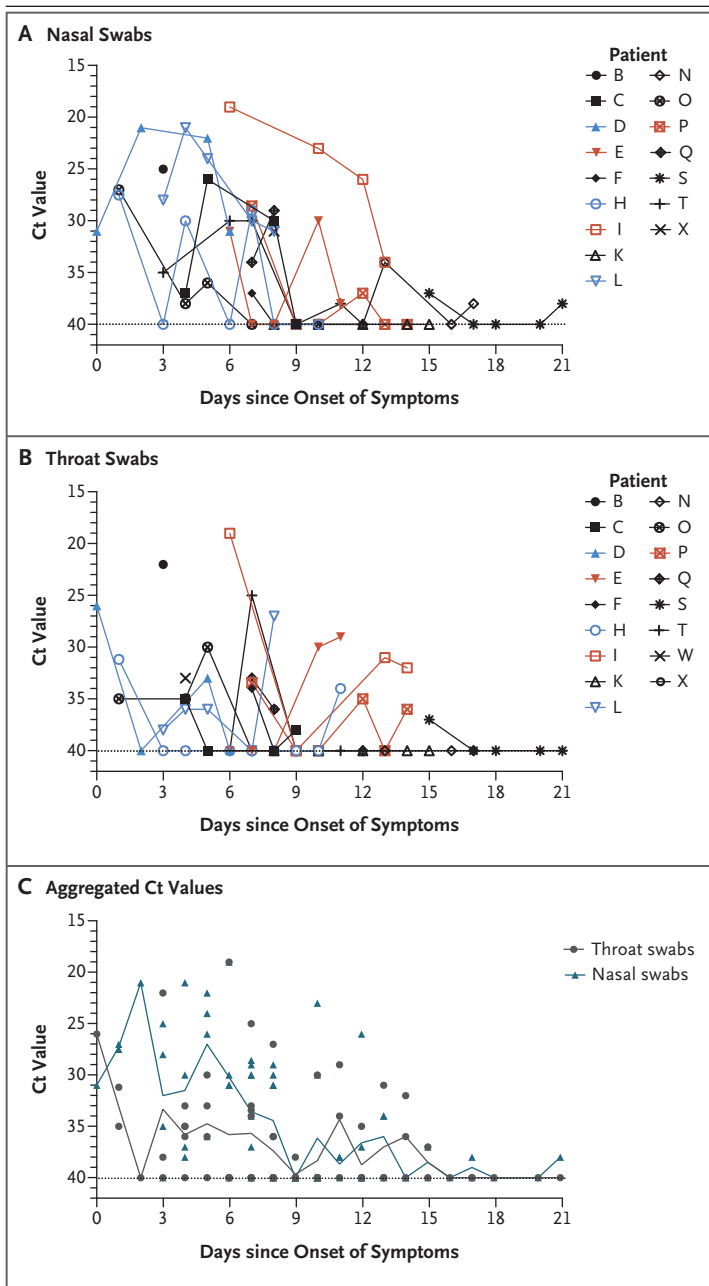 A Nasal Swabs
15
20
25
30
35
40
Ct Value
0 3 6 9 12 15 18 21
Days since Onset of Symptoms
Patient
B N
C O
D P
E Q
F S
H T
I X
K
L
B Throat Swabs
15
20
25
30
35
40
Ct Value
0 3 6 9 12 15 18 21
Days since Onset of Symptoms
Patient
B N
C O
D P
E Q
F S
H T
I W
K X
L
C Aggregated Ct Values
15
20
25
30
35
40
Ct Value
0 3 6 9 12 15 18 21
Days since Onset of Symptoms
Throat swabs
Nasal swabs